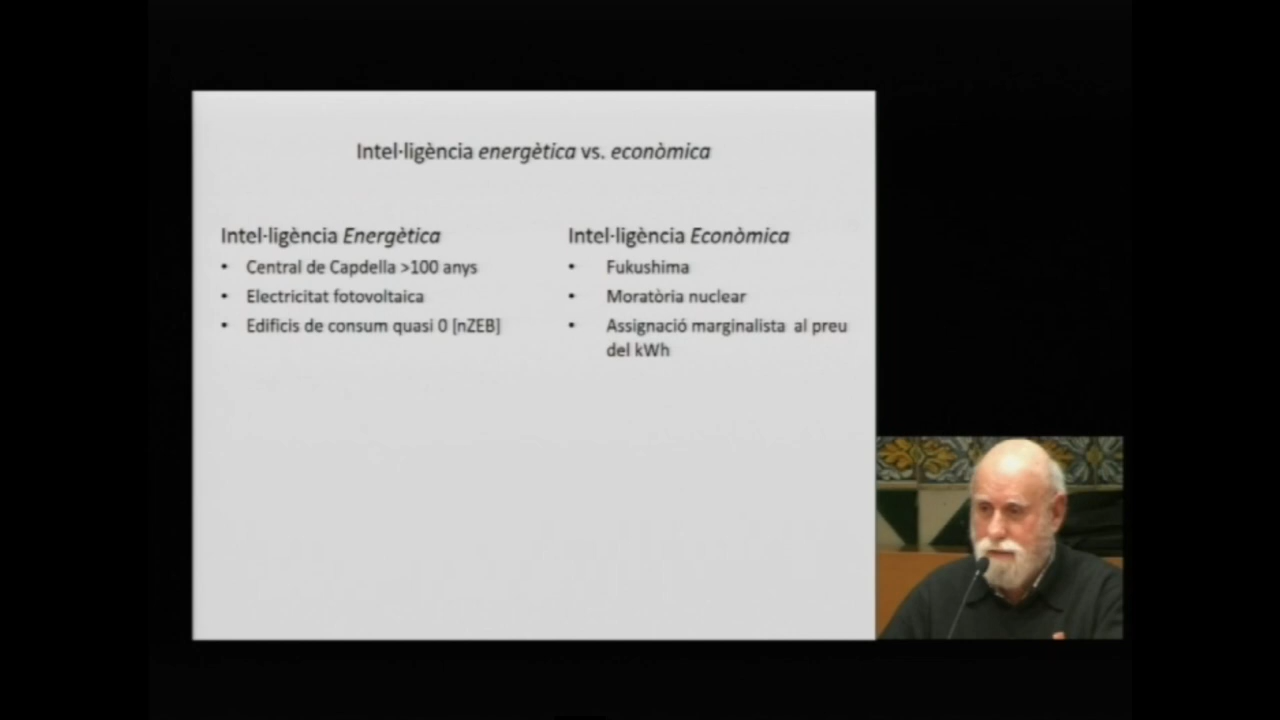 Intel·ligència energètica vs. econòmica
Intel·ligència Energètica
• Central de Capdella >100 anys
• Electricitat fotovoltaica
• Edificis de consum quasi 0 [nZEB]
Intel·ligència Econòmica
• Fukushima
• Moratòria nuclear
• Assignació marginalista al preu
del kWh